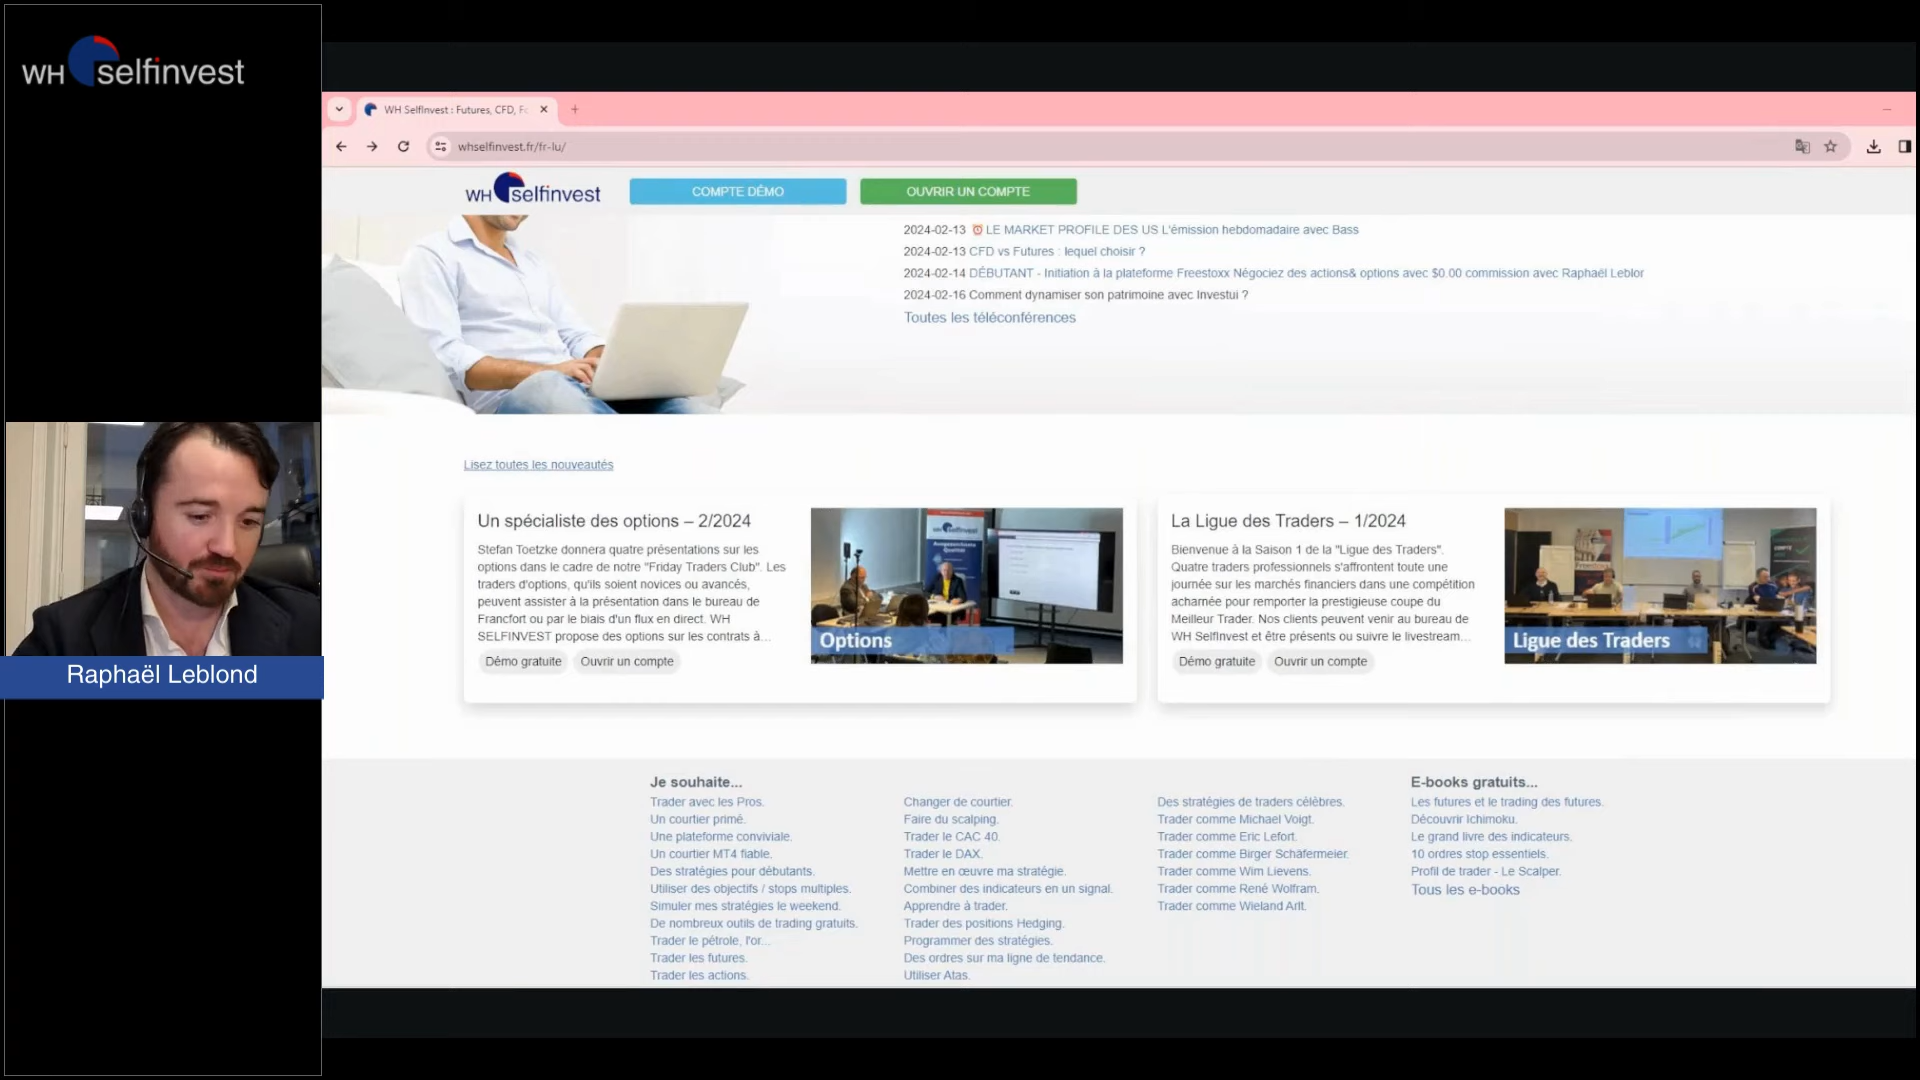 WH selfinvest
Raphaël Leblond
WH SelfInvest : Futures, CFD, Fo
whselfinvest.fr/fr-lu/
WH selfinvest
COMPTE DÉMO
OUVRIR UN COMPTE
2024-02-13 ⏰ LE MARKET PROFILE DES US L'émission hebdomadaire avec Bass
2024-02-13 CFD vs Futures : lequel choisir ?
2024-02-14 DÉBUTANT - Initiation à la plateforme Freestoxx Négociez des actions& options avec $0.00 commission avec Raphaël Leblor
2024-02-16 Comment dynamiser son patrimoine avec Investui ?
Toutes les téléconférences
Lisez toutes les nouveautés
Un spécialiste des options – 2/2024
Stefan Toetzke donnera quatre présentations sur les
options dans le cadre de notre "Friday Traders Club". Les
traders d'options, qu'ils soient novices ou avancés,
peuvent assister à la présentation dans le bureau de
Francfort ou par le biais d'un flux en direct. WH
SELFINVEST propose des options sur les contrats à...
Démo gratuite
Ouvrir un compte
Options
La Ligue des Traders – 1/2024
Bienvenue à la Saison 1 de la "Ligue des Traders".
Quatre traders professionnels s'affrontent toute une
journée sur les marchés financiers dans une compétition
acharnée pour remporter la prestigieuse coupe du
Meilleur Trader. Nos clients peuvent venir au bureau de
WH SelfInvest et être présents ou suivre le livestream...
Démo gratuite
Ouvrir un compte
Ligue des Traders
Je souhaite...
Trader avec les Pros.
Un courtier primé.
Une plateforme conviviale.
Un courtier MT4 fiable.
Des stratégies pour débutants.
Utiliser des objectifs / stops multiples.
Simuler mes stratégies le weekend.
De nombreux outils de trading gratuits.
Trader le pétrole, l'or...
Trader les futures.
Trader les actions.
Changer de courtier.
Faire du scalping.
Trader le CAC 40.
Trader le DAX.
Mettre en œuvre ma stratégie.
Combiner des indicateurs en un signal.
Apprendre à trader.
Trader des positions Hedging.
Programmer des stratégies.
Des ordres sur ma ligne de tendance.
Utiliser Atas.
Des stratégies de traders célèbres.
Trader comme Michael Voigt.
Trader comme Eric Lefort.
Trader comme Birger Schäfermeier.
Trader comme Wim Lievens.
Trader comme René Wolfram.
Trader comme Wieland Arlt.
E-books gratuits...
Les futures et le trading des futures.
Découvrir Ichimoku.
Le grand livre des indicateurs.
10 ordres stop essentiels.
Profil de trader - Le Scalper.
Tous les e-books